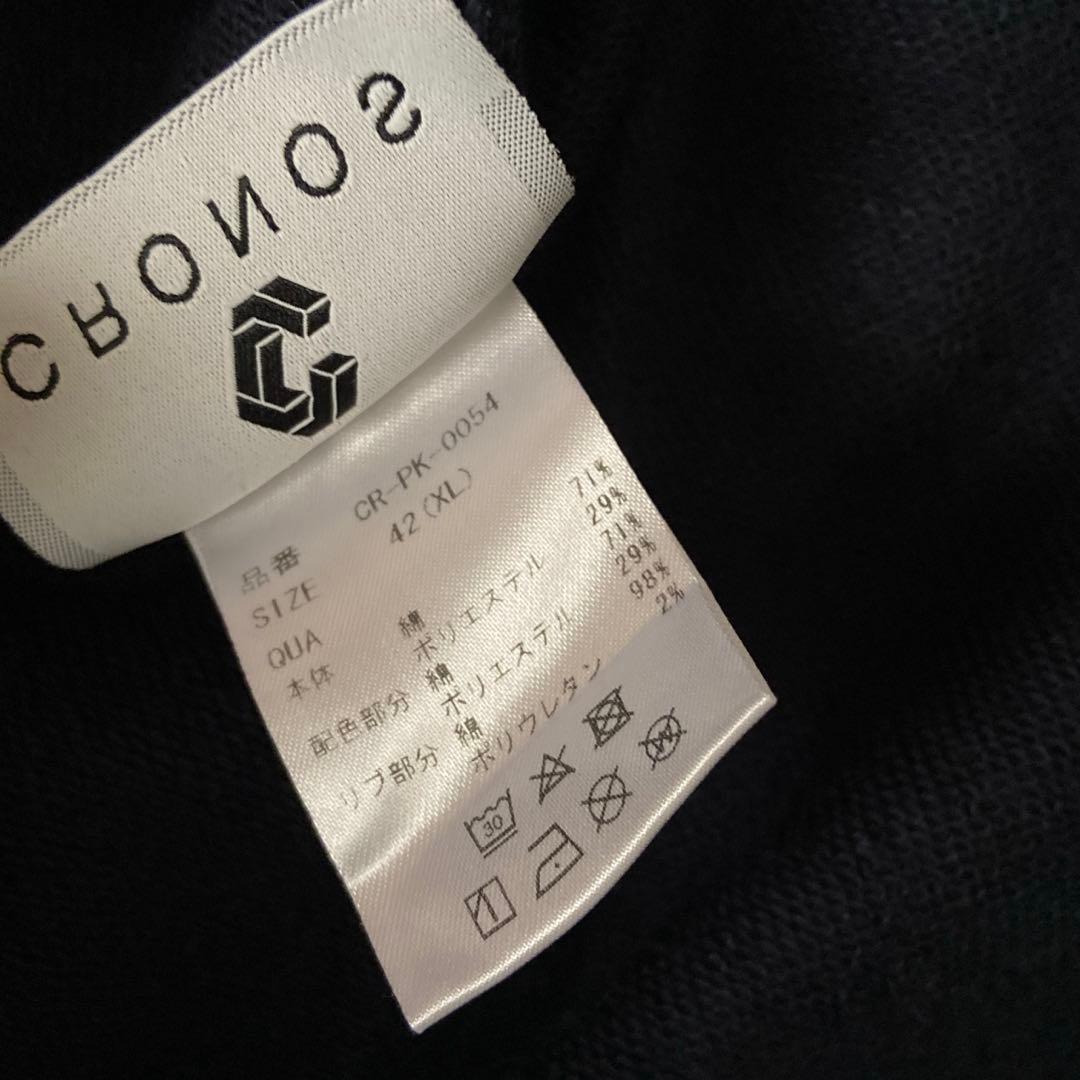 CRONOS
品番 CR-PK-0054
SIZE 42(XL)
QUA
本体 綿 71%
ポリエステル 29%
配色部分 綿 71%
ポリエステル 29%
リブ部分 綿 98%
ポリウレタン 2%
30
W